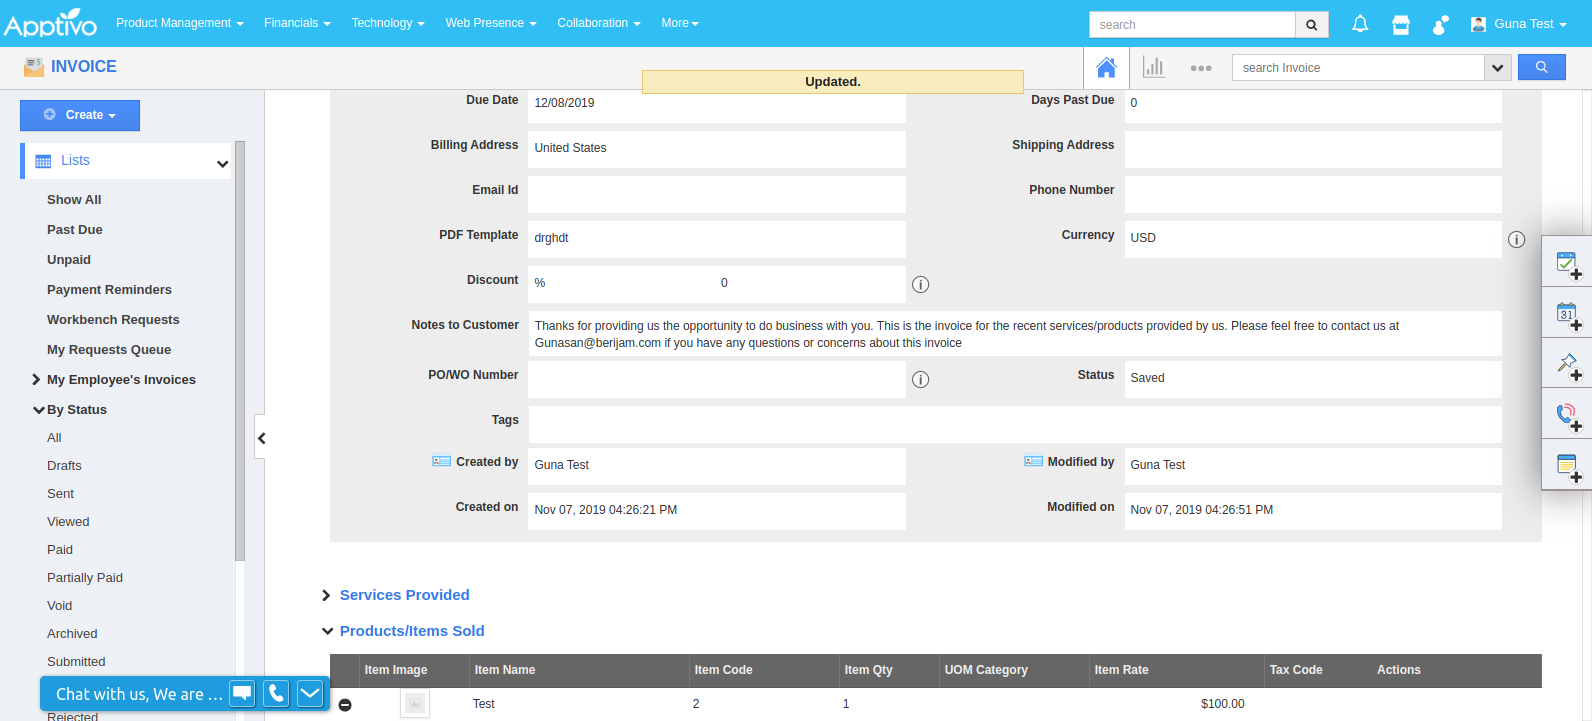 Apptivo
Product Management
Financials
Technology
Web Presence
Collaboration
More
search
Guna Test
INVOICE
Updated.
search Invoice
Create
Lists
Show All
Past Due
Unpaid
Payment Reminders
Workbench Requests
My Requests Queue
My Employee's Invoices
By Status
All
Drafts
Sent
Viewed
Paid
Partially Paid
Void
Archived
Submitted
Rejected
Chat with us, We are ...
Due Date 12/08/2019
Days Past Due 0
Billing Address United States
Shipping Address
Email Id
Phone Number
PDF Template drghdt
Currency USD
Discount % 0
Notes to Customer Thanks for providing us the opportunity to do business with you. This is the invoice for the recent services/products provided by us. Please feel free to contact us at
Gunasan@berijam.com if you have any questions or concerns about this invoice
PO/WO Number
Status Saved
Tags
Created by Guna Test
Modified by Guna Test
Created on Nov 07, 2019 04:26:21 PM
Modified on Nov 07, 2019 04:26:51 PM
Services Provided
Products/Items Sold
Item Image Item Name Item Code Item Qty UOM Category Item Rate Tax Code Actions
Test 2 1 $100.00
31